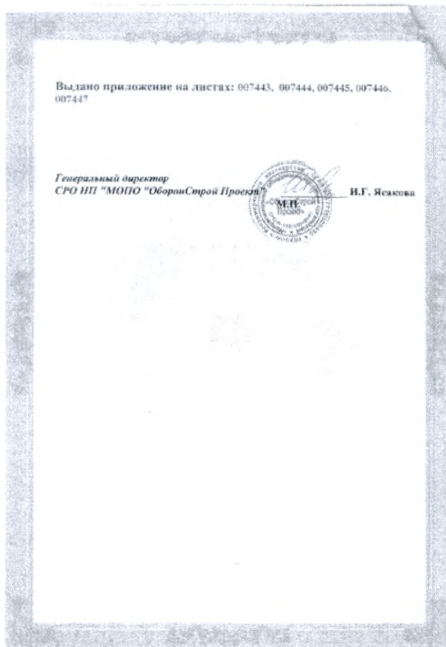 Выдано приложение на листах: 007443, 007444, 007445, 007446,
007447
Генеральный директор
СРО НП "МОПО "ОборонСтрой Проект"
И.Г. Ясакова
М.П.